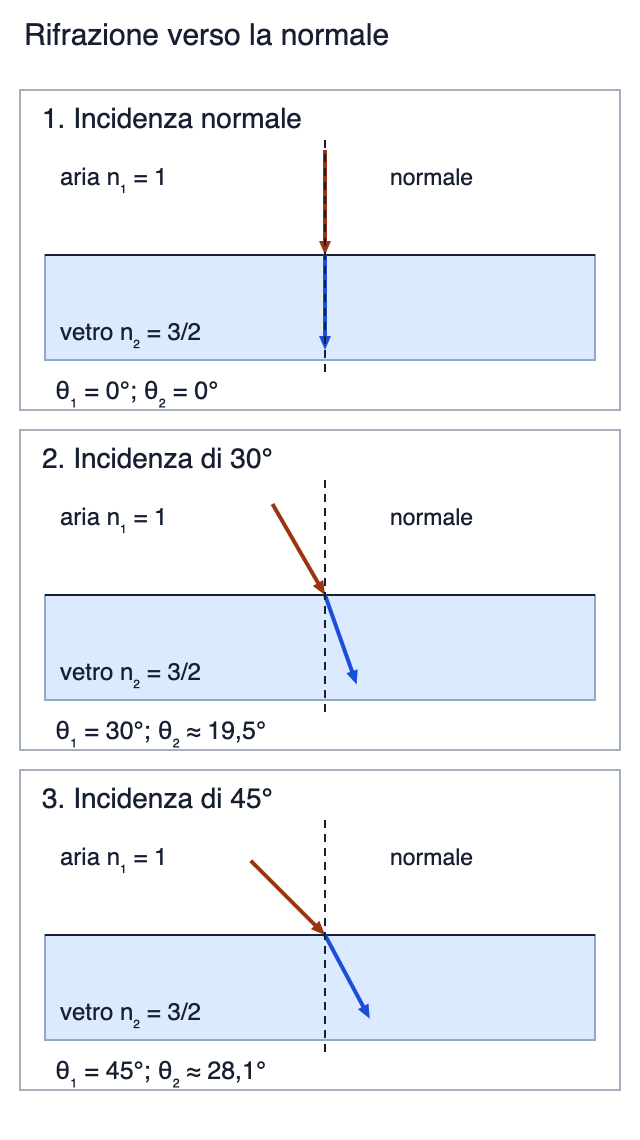 Rifrazione verso la normale
1. Incidenza normale
aria n₁ = 1
normale
vetro n₂ = 3/2
θ₁ = 0°; θ₂ = 0°
2. Incidenza di 30°
aria n₁ = 1
normale
vetro n₂ = 3/2
θ₁ = 30°; θ₂ ≈ 19,5°
3. Incidenza di 45°
aria n₁ = 1
normale
vetro n₂ = 3/2
θ₁ = 45°; θ₂ ≈ 28,1°